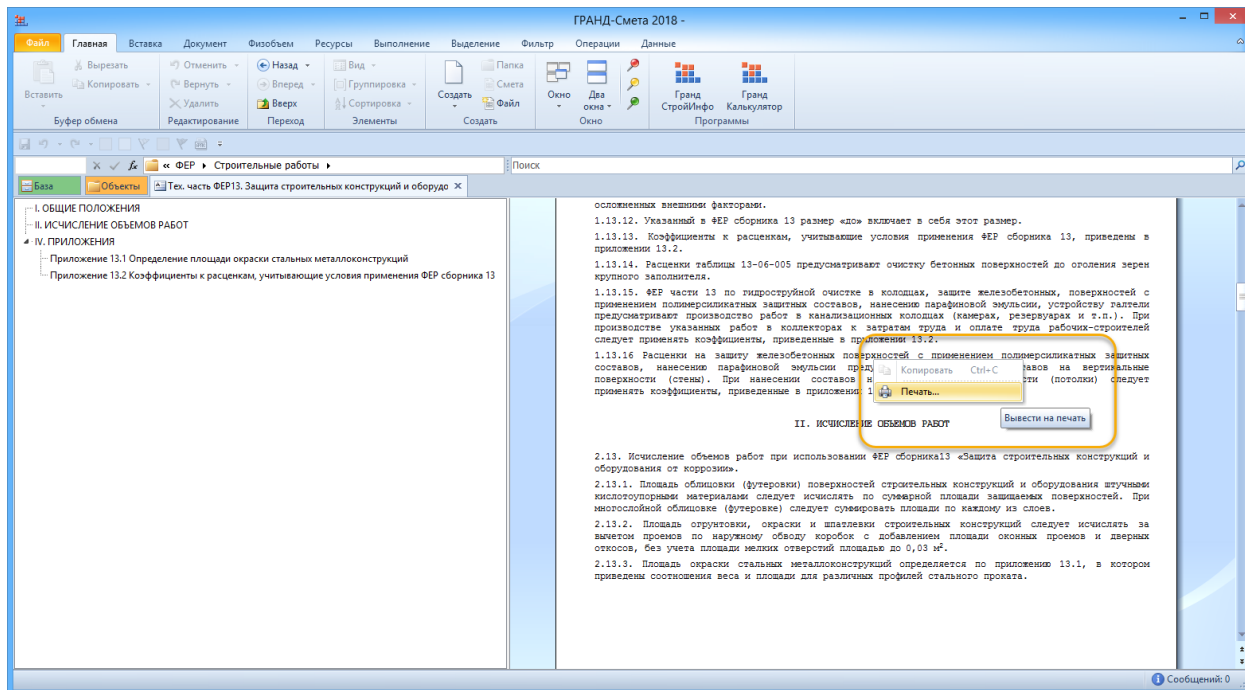 ГРАНД-Смета 2018 -
Файл Главная Вставка Документ Физобъем Ресурсы Выполнение Выделение Фильтр Операции Данные
Вставить
Вырезать
Копировать
Буфер обмена
Отменить
Вернуть
Удалить
Редактирование
Назад
Вперед
Вверх
Переход
Вид
Группировка
Сортировка
Элементы
Создать
Папка
Смета
Файл
Создать
Окно
Два окна
Окно
Гранд СтройИнфо
Гранд Калькулятор
Программы
fx « ФЕР Строительные работы
Поиск
База Объекты Тех. часть ФЕР13. Защита строительных конструкций и оборудо
I. ОБЩИЕ ПОЛОЖЕНИЯ
II. ИСЧИСЛЕНИЕ ОБЪЕМОВ РАБОТ
IV. ПРИЛОЖЕНИЯ
Приложение 13.1 Определение площади окраски стальных металлоконструкций
Приложение 13.2 Коэффициенты к расценкам, учитывающие условия применения ФЕР сборника 13
осложненных внешними факторами.
1.13.12. Указанный в ФЕР сборника 13 размер «до» включает в себя этот размер.
1.13.13. Коэффициенты к расценкам, учитывающие условия применения ФЕР сборника 13, приведены в
приложении 13.2.
1.13.14. Расценки таблицы 13-06-005 предусматривают очистку бетонных поверхностей до оголения зерен
крупного заполнителя.
1.13.15. ФЕР части 13 по гидроструйной очистке в колодцах, защите железобетонных, поверхностей с
применением полимерсиликатных защитных составов, нанесению парафиновой эмульсии, устройству галтели
предусматривают производство работ в канализационных колодцах (камерах, резервуарах и т.п.). При
производстве указанных работ в коллекторах к затратам труда и оплате труда рабочих-строителей
следует применять коэффициенты, приведенные в приложении 13.2.
1.13.16 Расценки на защиту железобетонных поверхностей с применением полимерсиликатных защитных
составов, нанесению парафиновой эмульсии пред тавов на вертикальные
поверхности (стены). При нанесении составов н сти (потолки) следует
применять коэффициенты, приведенные в приложении 1
Копировать Ctrl+C
Печать...
Вывести на печать
II. ИСЧИСЛЕНИЕ ОБЪЕМОВ РАБОТ
2.13. Исчисление объемов работ при использовании ФЕР сборника13 «Защита строительных конструкций и
оборудования от коррозии».
2.13.1. Площадь облицовки (футеровки) поверхностей строительных конструкций и оборудования штучными
кислотоупорными материалами следует исчислять по суммарной площади защищаемых поверхностей. При
многослойной облицовке (футеровке) следует суммировать площади по каждому из слоев.
2.13.2. Площадь огрунтовки, окраски и шпатлевки строительных конструкций следует исчислять за
вычетом проемов по наружному обводу коробок с добавлением площади оконных проемов и дверных
откосов, без учета площади мелких отверстий площадью до 0,03 м².
2.13.3. Площадь окраски стальных металлоконструкций определяется по приложению 13.1, в котором
приведены соотношения веса и площади для различных профилей стального проката.
Сообщений: 0